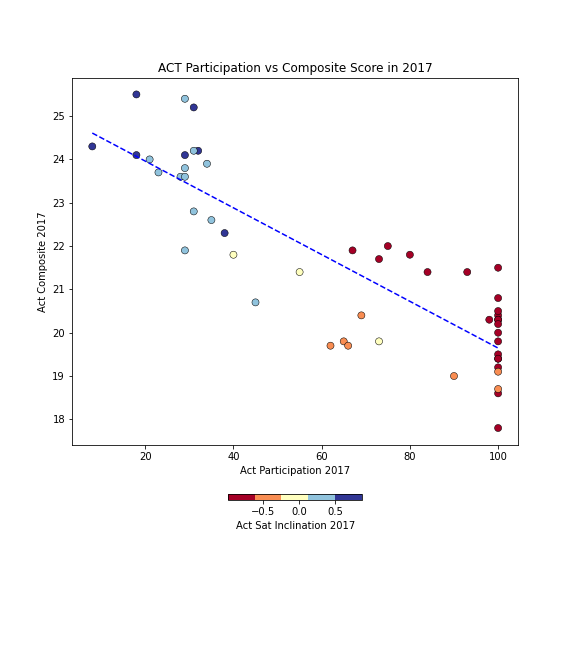 ACT Participation vs Composite Score in 2017
25
24
23
22
21
20
19
18
Act Composite 2017
20 40 60 80 100
Act Participation 2017
−0.5 0.0 0.5
Act Sat Inclination 2017